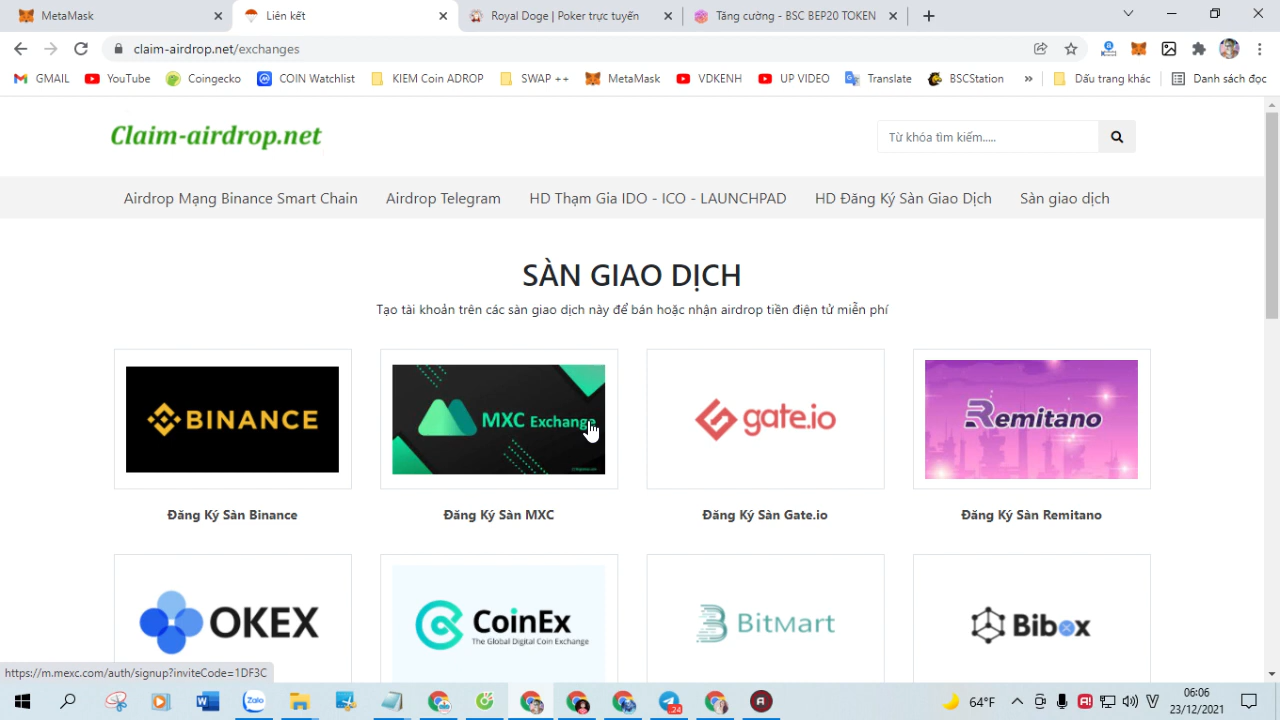 MetaMask
Liên kết
Royal Doge | Poker trực tuyến
Tăng cường - BSC BEP20 TOKEN
claim-airdrop.net/exchanges
GMAIL
YouTube
Coingecko
COIN Watchlist
KIEM Coin ADROP
SWAP ++
MetaMask
VDKENH
UP VIDEO
Translate
BSCStation
»
Dấu trang khác
Danh sách đọc
Claim-airdrop.net
Từ khóa tìm kiếm.....
Airdrop Mạng Binance Smart Chain
Airdrop Telegram
HD Thạm Gia IDO - ICO - LAUNCHPAD
HD Đăng Ký Sàn Giao Dịch
Sàn giao dịch
SÀN GIAO DỊCH
Tạo tài khoản trên các sàn giao dịch này để bán hoặc nhận airdrop tiền điện tử miễn phí
BINANCE
MXC Exchange
gate.io
Remitano
Đăng Ký Sàn Binance
Đăng Ký Sàn MXC
Đăng Ký Sàn Gate.io
Đăng Ký Sàn Remitano
OKEX
CoinEx
The Global Digital Coin Exchange
BitMart
Bibox
https://m.mexc.com/auth/signup?inviteCode=1DF3C
Zalo
24
64°F
06:06
23/12/2021